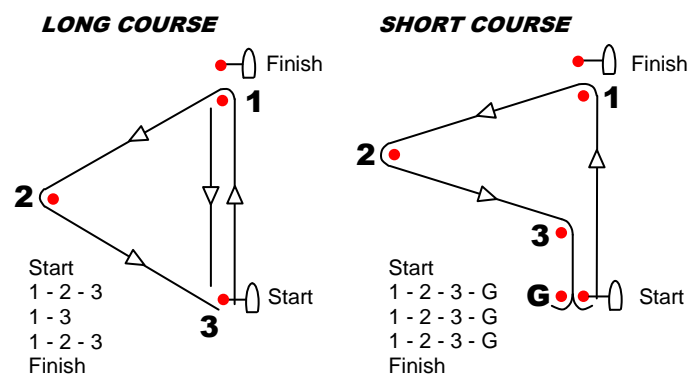 LONG COURSE
Finish
1
2
Start
1 - 2 - 3
1 - 3
1 - 2 - 3
Finish
3
Start
SHORT COURSE
Finish
1
2
3
Start
1 - 2 - 3 - G
1 - 2 - 3 - G
1 - 2 - 3 - G
Finish
G
Start